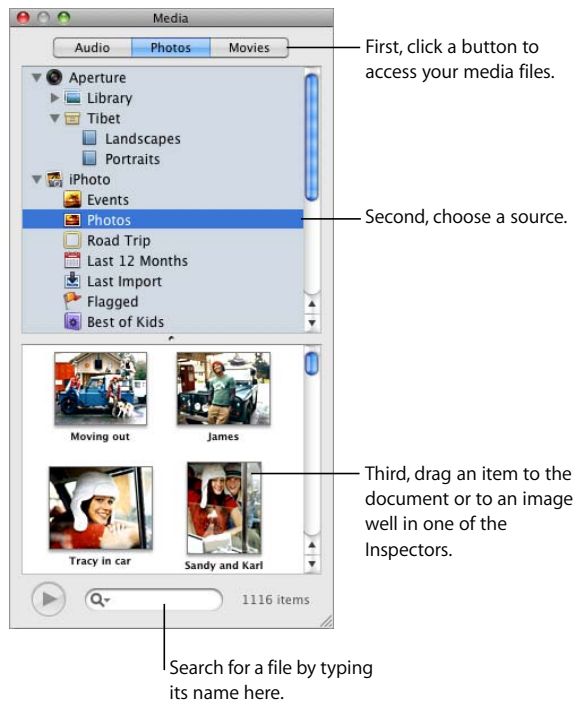 Media
Audio Photos Movies
First, click a button to
access your media files.
Aperture
Library
Tibet
Landscapes
Portraits
iPhoto
Events
Photos
Second, choose a source.
Road Trip
Last 12 Months
Last Import
Flagged
Best of Kids
Moving out
James
Third, drag an item to the
document or to an image
well in one of the
Inspectors.
Tracy in car
Sandy and Karl
1116 items
Search for a file by typing
its name here.